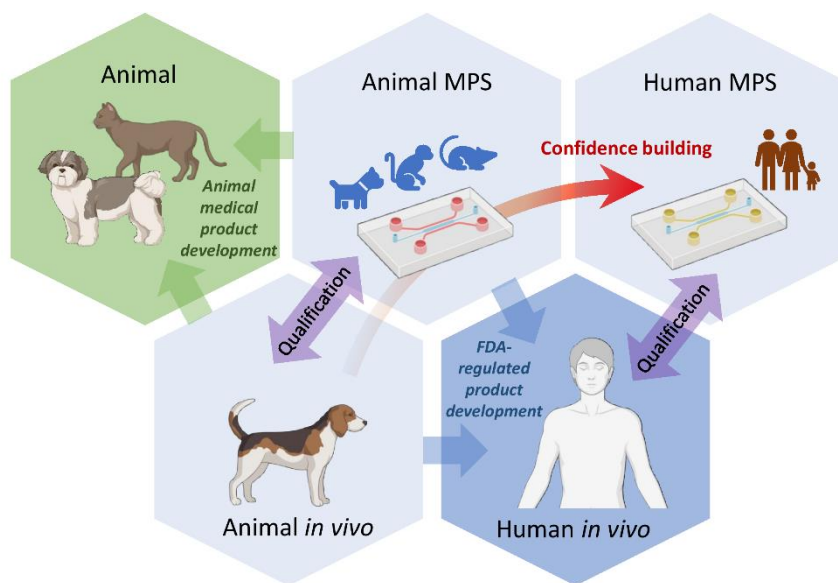 Animal
Animal MPS
Human MPS
Confidence building
Animal
medical
product
development
Qualification
Qualification
FDA-
regulated
product
development
Animal in vivo
Human in vivo